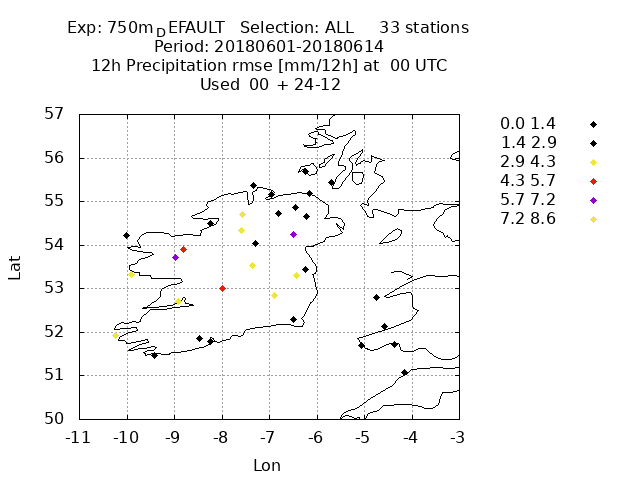 Exp: 750m_DEFAULT   Selection: ALL     33 stations
Period: 20180601-20180614
12h Precipitation rmse [mm/12h] at  00 UTC
Used  00  + 24-12
0.0 1.4
1.4 2.9
2.9 4.3
4.3 5.7
5.7 7.2
7.2 8.6
57
56
55
54
53
52
51
50
Lat
-11 -10 -9 -8 -7 -6 -5 -4 -3
Lon